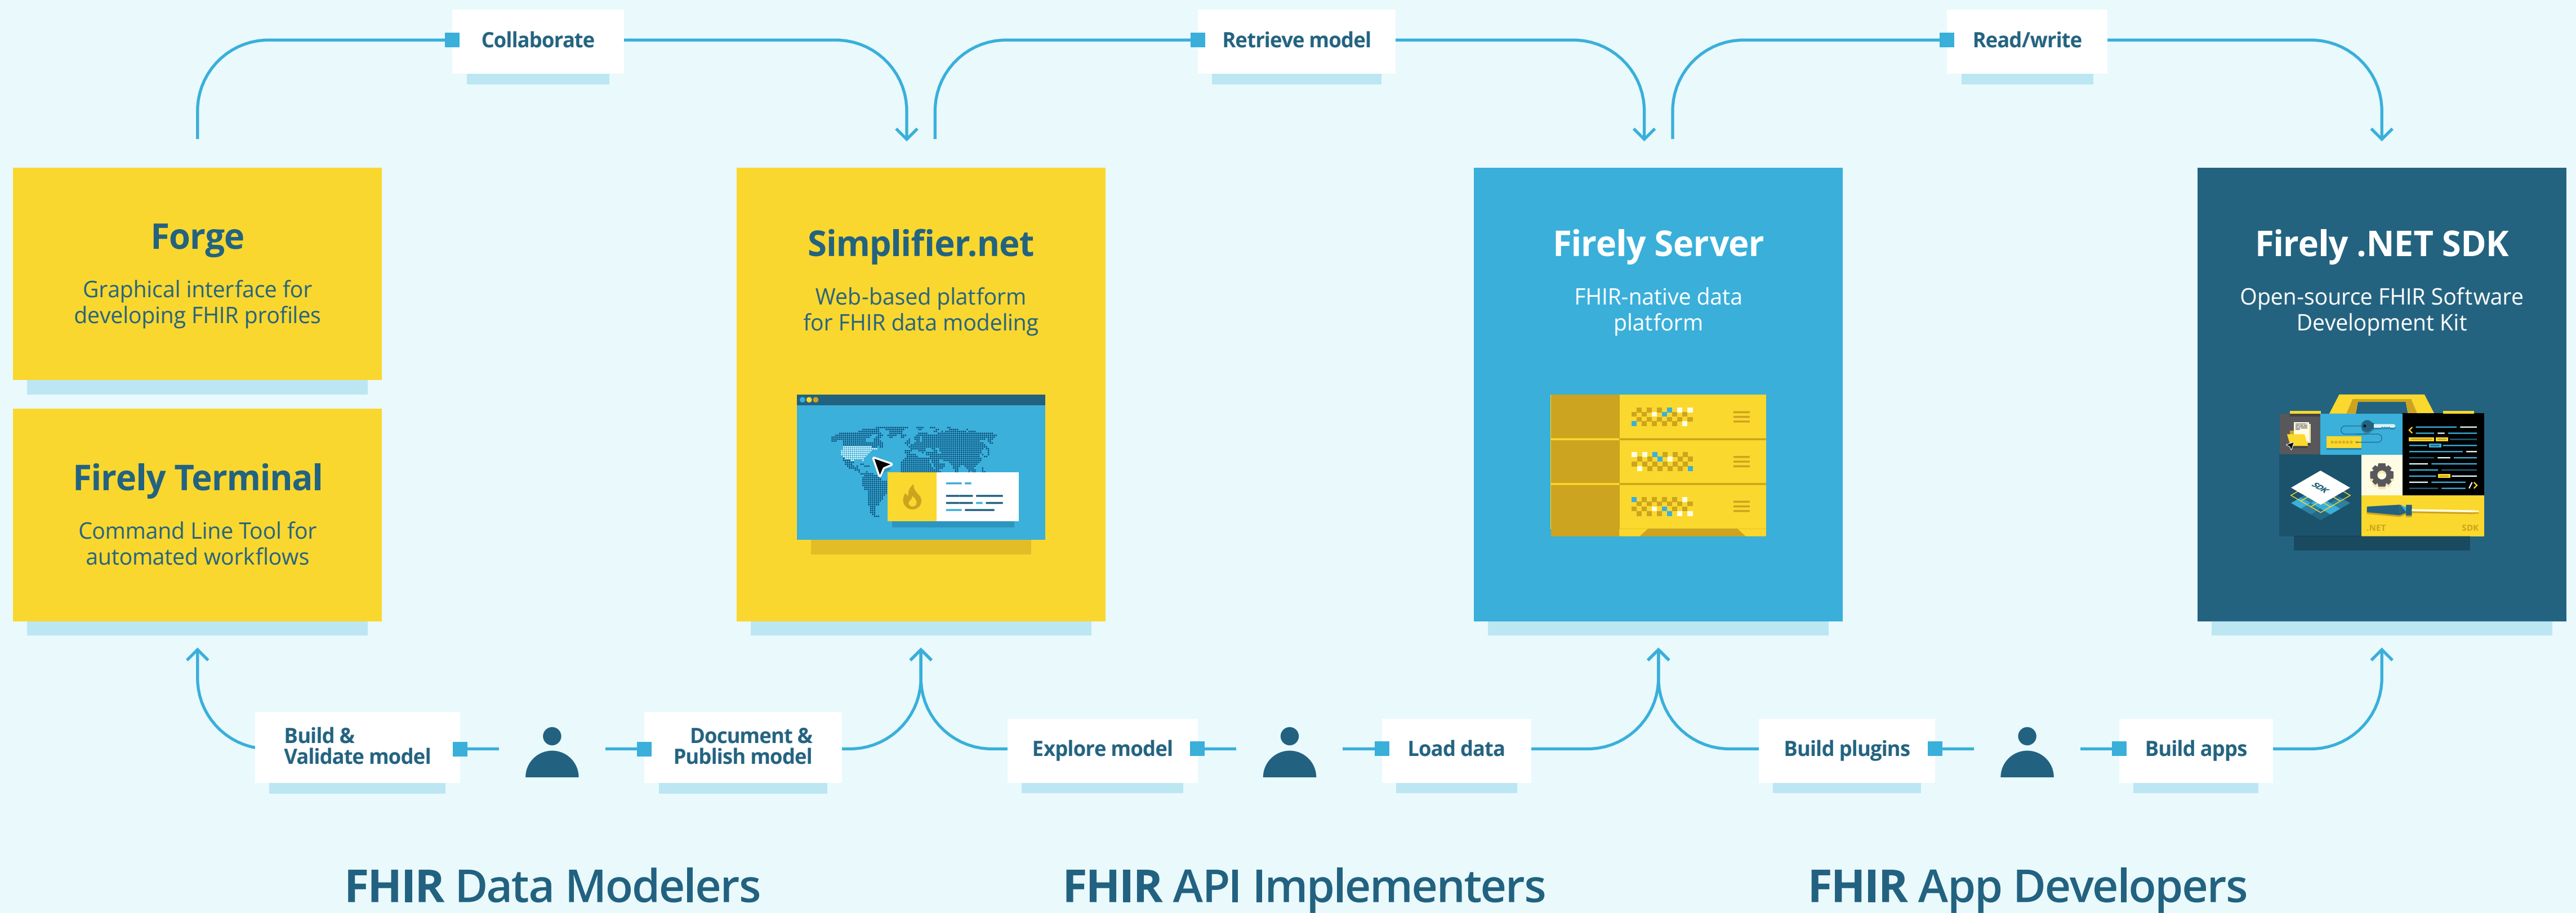 Collaborate
Retrieve model
Read/write
Forge
Graphical interface for
developing FHIR profiles
Firely Terminal
Command Line Tool for
automated workflows
Simplifier.net
Web-based platform
for FHIR data modeling
Firely Server
FHIR-native data
platform
Firely .NET SDK
Open-source FHIR Software
Development Kit
SDK
.NET
SDK
Build &
Validate model
Document &
Publish model
Explore model
Load data
Build plugins
Build apps
FHIR Data Modelers
FHIR API Implementers
FHIR App Developers